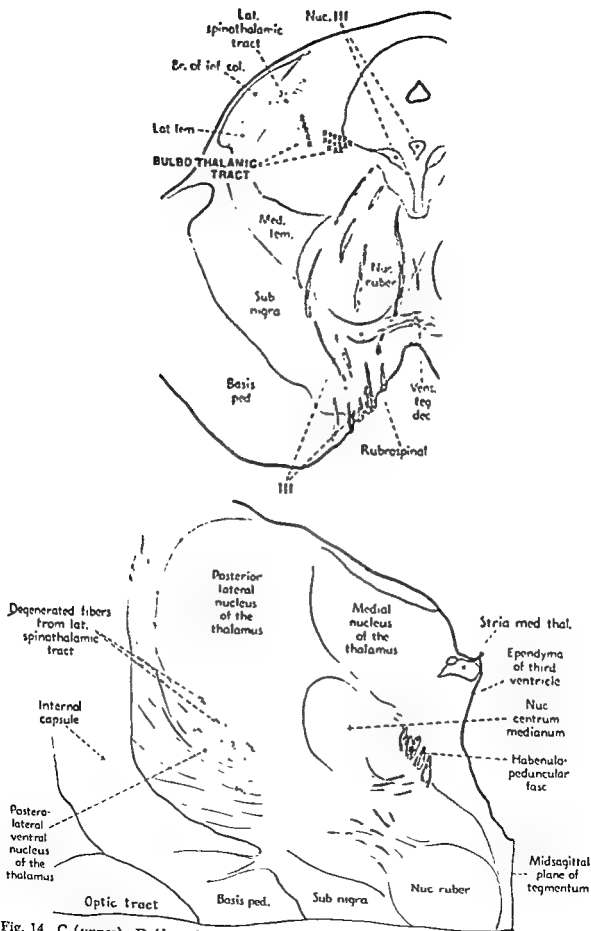 Lat.
spinothalamic
tract
Nuc. III
Br. of inf. col.
Lat lem
BULBO THALAMIC
TRACT
Med.
lem.
Nuc.
ruber
Sub
nigra
Basis
ped
Vent.
teg
dec
Rubrospinal
III
Posterior
lateral
nucleus
of the
thalamus
Medial
nucleus
of the
thalamus
Degenerated fibers
from lat.
spinothalamic
tract
Stria med thal.
Ependyma
of third
ventricle
Internal
capsule
Nuc
centrum
medianum
Habenulo-
peduncular
fasc
Postero-
lateral
ventral
nucleus
of the
thalamus
Midsagittal
plane of
tegmentum
Optic tract
Basis ped.
Sub nigra
Nuc ruber
Fig. 14 C (upper)